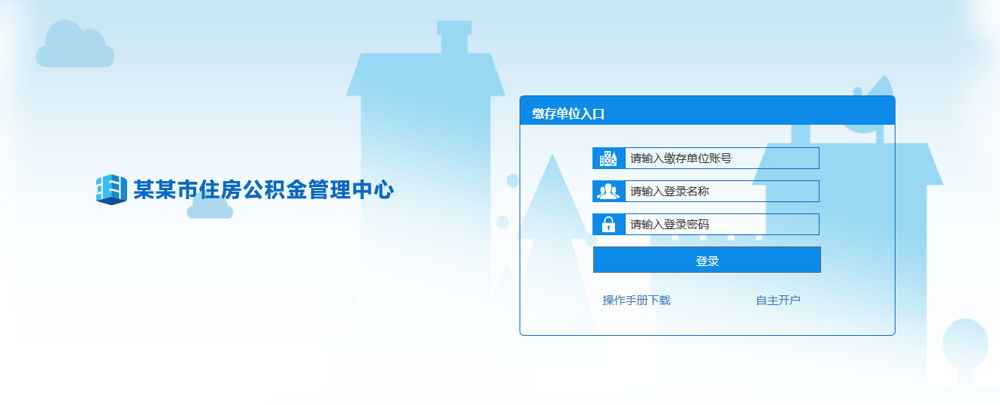 缴存单位入口
请输入缴存单位账号
某某市住房公积金管理中心
请输入登录名称
请输入登录密码
登录
操作手册下载
自主开户